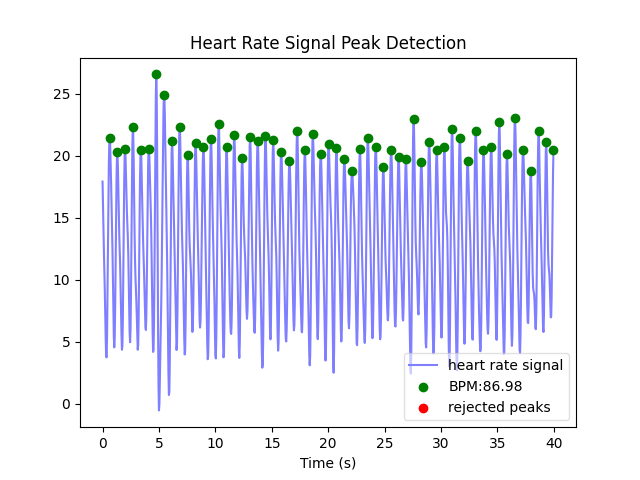 Heart Rate Signal Peak Detection
25
20
15
10
5
0
heart rate signal
BPM:86.98
rejected peaks
0 5 10 15 20 25 30 35 40
Time (s)